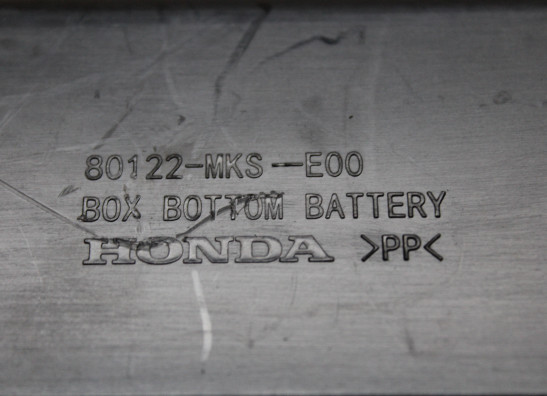 80122-MKS-E00
BOX BOTTOM BATTERY
HONDA >PP<